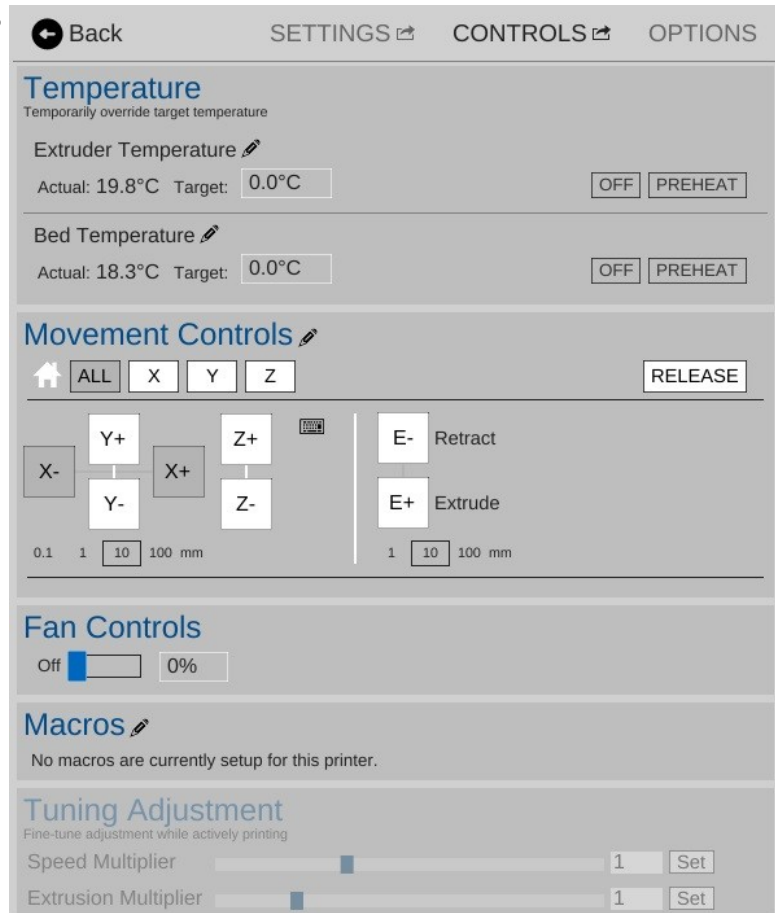 Back SETTINGS CONTROLS OPTIONS
Temperature
Temporarily override target temperature
Extruder Temperature
Actual: 19.8°C Target: 0.0°C OFF PREHEAT
Bed Temperature
Actual: 18.3°C Target: 0.0°C OFF PREHEAT
Movement Controls
ALL X Y Z RELEASE
Y+ Z+ E- Retract
X- X+
Y- Z- E+ Extrude
0.1 1 10 100 mm 1 10 100 mm
Fan Controls
Off 0%
Macros
No macros are currently setup for this printer.
Tuning Adjustment
Fine-tune adjustment while actively printing
Speed Multiplier 1 Set
Extrusion Multiplier 1 Set